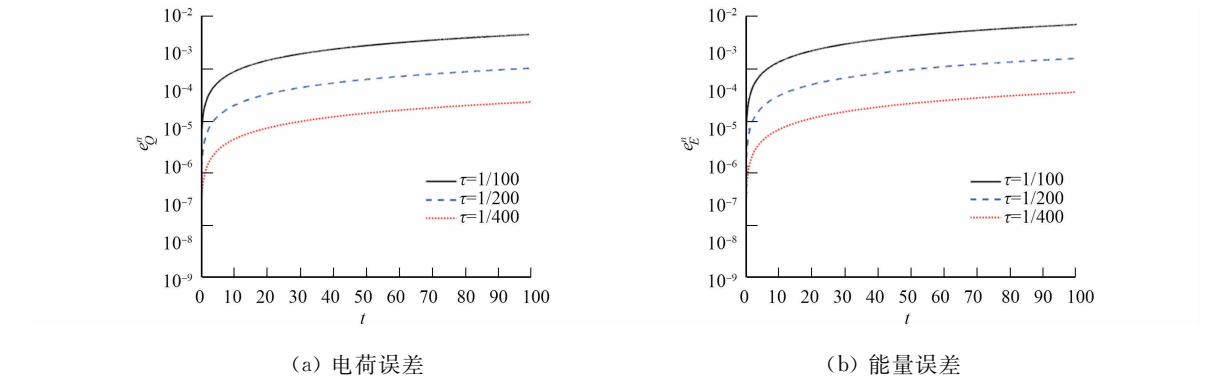 10⁻² 10⁻²
10⁻³ 10⁻³
10⁻⁴ 10⁻⁴
10⁻⁵ 10⁻⁵
eⁿ_Q eⁿ_E
10⁻⁶ 10⁻⁶
τ=1/100 τ=1/100
τ=1/200 τ=1/200
10⁻⁷ 10⁻⁷
τ=1/400 τ=1/400
10⁻⁸ 10⁻⁸
10⁻⁹ 10⁻⁹
0 10 20 30 40 50 60 70 80 90 100 0 10 20 30 40 50 60 70 80 90 100
t t
(a) 电荷误差 (b) 能量误差